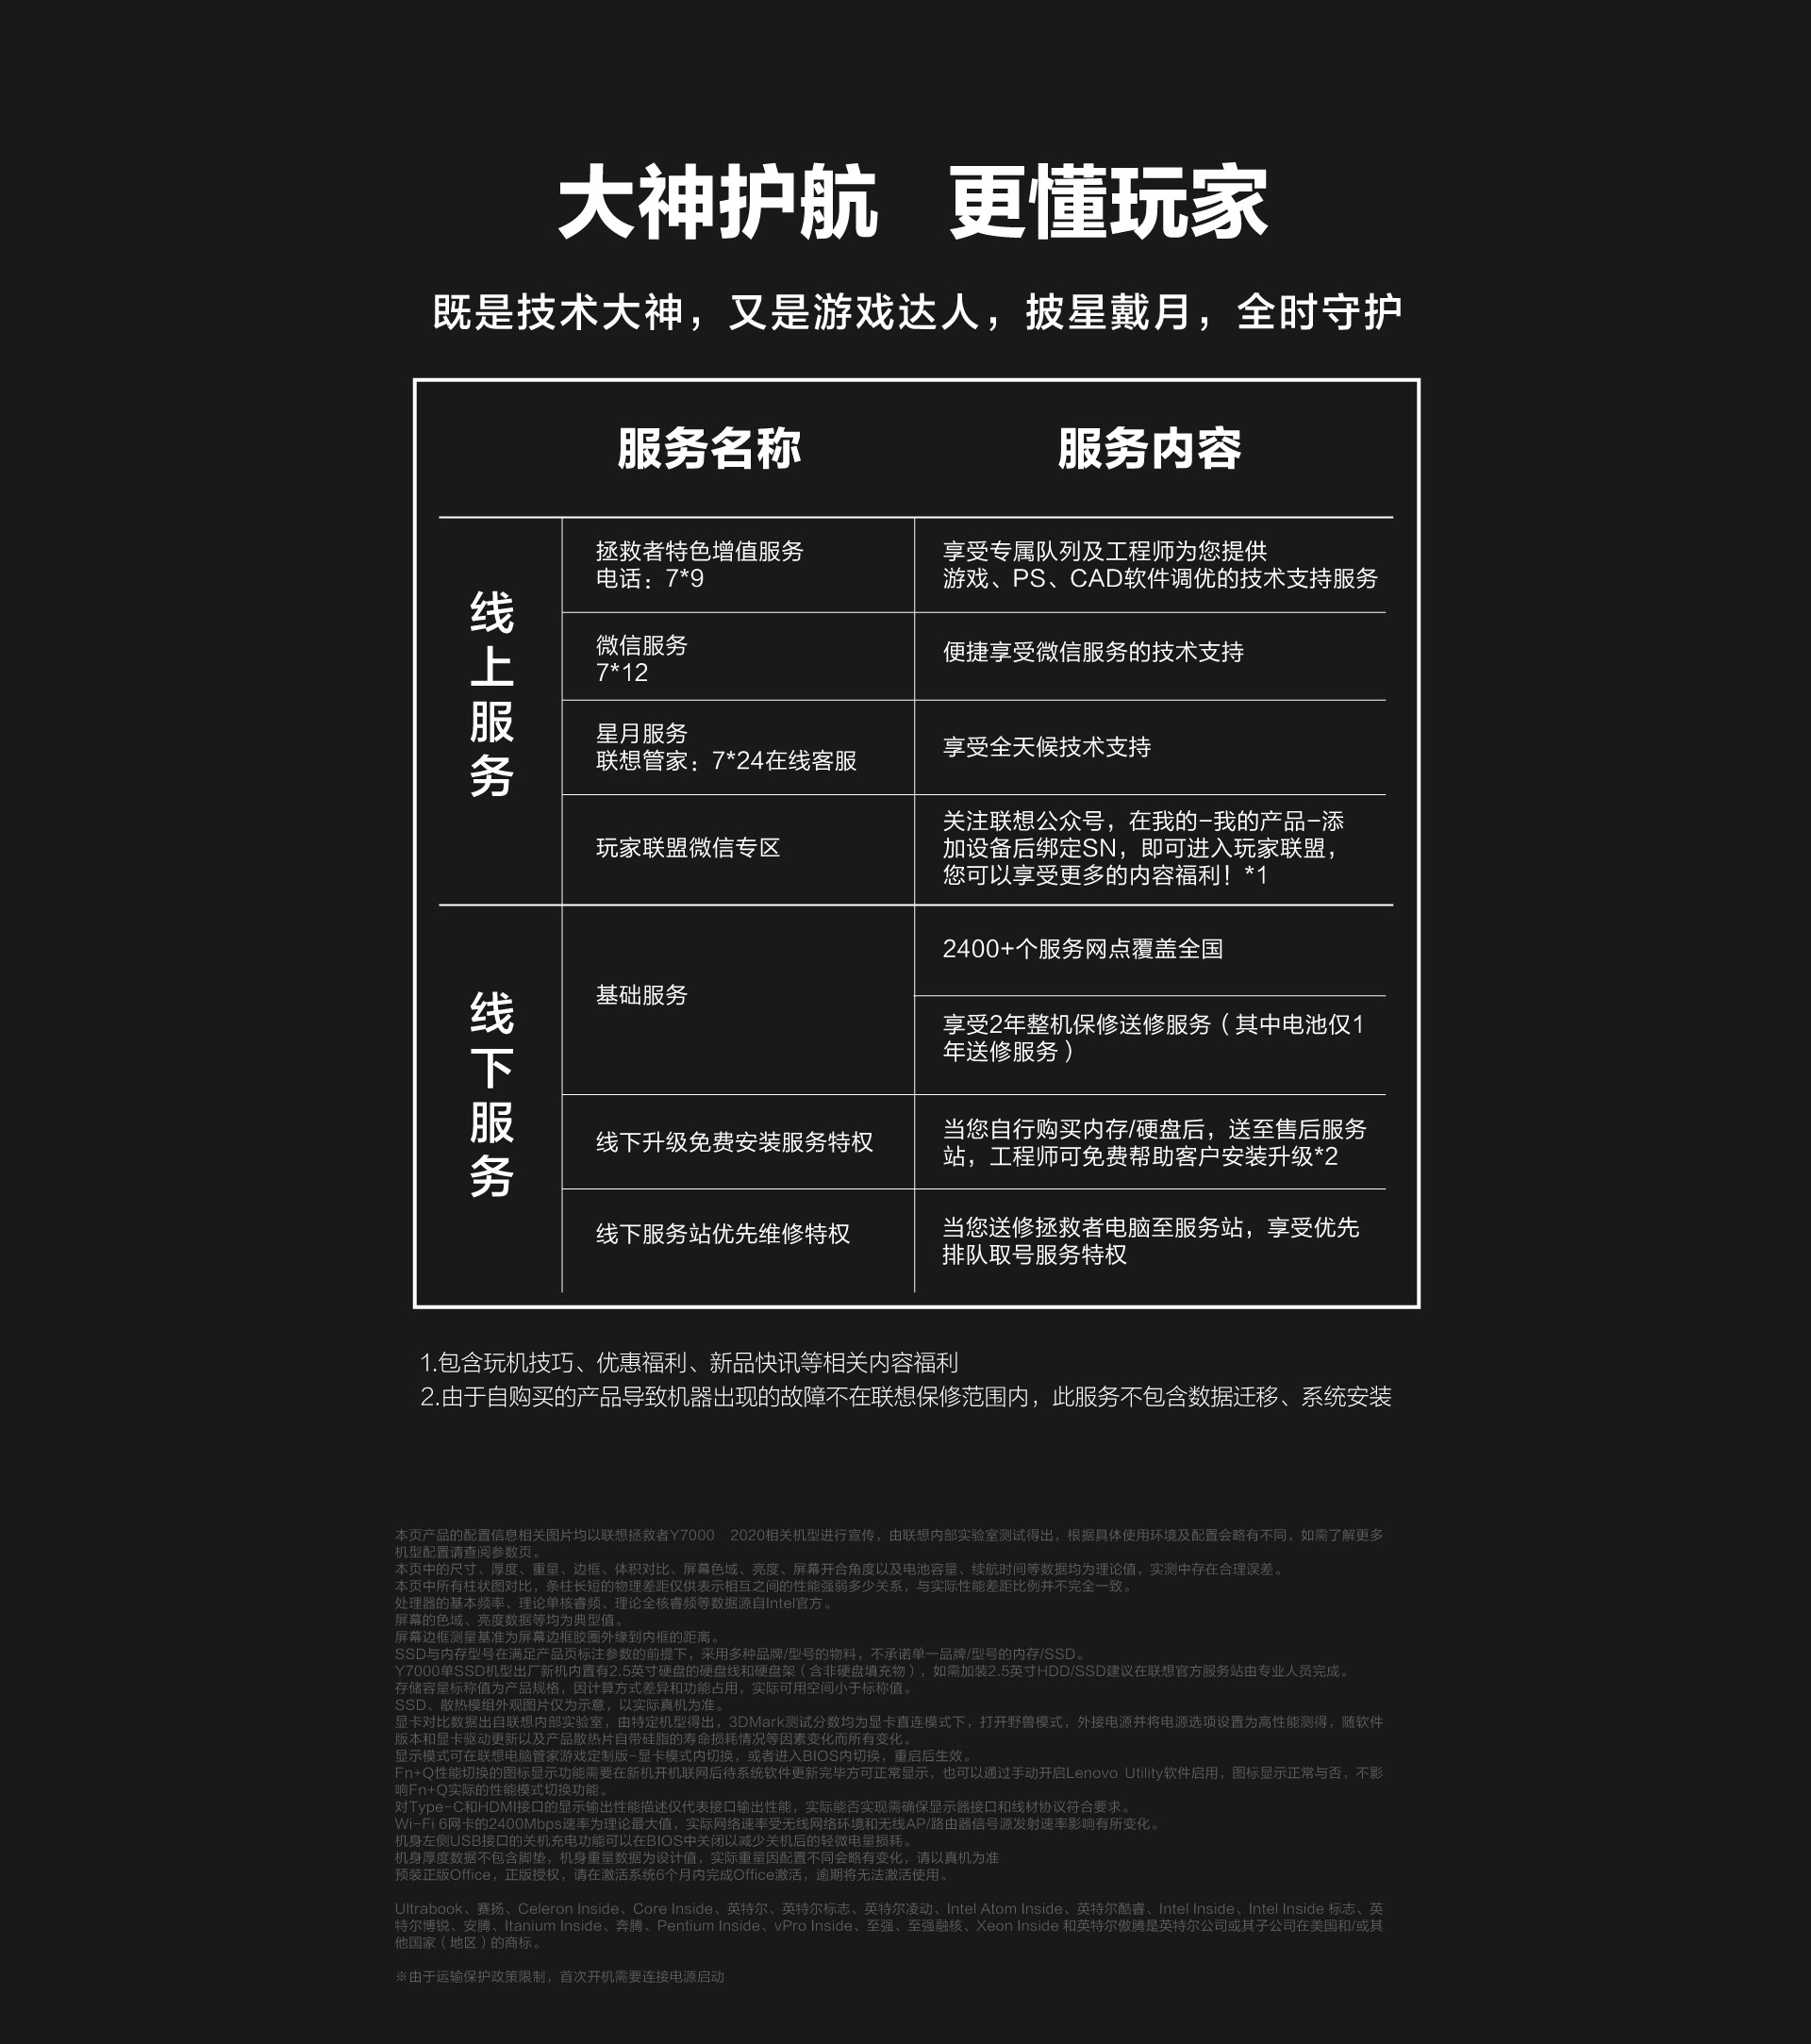 大神护航 更懂玩家
既是技术大神，又是游戏达人，披星戴月，全时守护
服务名称 服务内容
线上服务
拯救者特色增值服务
电话：7*9
享受专属队列及工程师为您提供
游戏、PS、CAD软件调优的技术支持服务
微信服务
7*12
便捷享受微信服务的技术支持
星月服务
联想管家：7*24在线客服
享受全天候技术支持
玩家联盟微信专区
关注联想公众号，在我的-我的产品-添
加设备后绑定SN，即可进入玩家联盟，
您可以享受更多的内容福利！*1
线下服务
基础服务
2400+个服务网点覆盖全国
享受2年整机保修送修服务（其中电池仅1
年送修服务）
线下升级免费安装服务特权
当您自行购买内存/硬盘后，送至售后服务
站，工程师可免费帮助客户安装升级*2
线下服务站优先维修特权
当您送修拯救者电脑至服务站，享受优先
排队取号服务特权
1.包含玩机技巧、优惠福利、新品快讯等相关内容福利
2.由于自购买的产品导致机器出现的故障不在联想保修范围内，此服务不包含数据迁移、系统安装
本页产品的配置信息相关图片均以联想拯救者Y7000 2020相关机型进行宣传，由联想内部实验室测试得出，根据具体使用环境及配置会略有不同，如需了解更多
机型配置请查阅参数页。
本页中的尺寸、厚度、重量、边框、体积对比、屏幕色域、亮度、屏幕开合角度以及电池容量、续航时间等数据均为理论值，实测中存在合理误差。
本页中所有柱状图对比，条柱长短的物理差距仅供表示相互之间的性能强弱多少关系，与实际性能差距比例并不完全一致。
处理器的基本频率、理论单核睿频、理论全核睿频等数据源自Intel官方。
屏幕的色域、亮度数据等均为典型值。
屏幕边框测量基准为屏幕边框胶圈外缘到内框的距离。
SSD与内存型号在满足产品页标注参数的前提下，采用多种品牌/型号的物料，不承诺单一品牌/型号的内存/SSD。
Y7000单SSD机型出厂新机内置有2.5英寸硬盘的硬盘线和硬盘架（含非硬盘填充物），如需加装2.5英寸HDD/SSD建议在联想官方服务站由专业人员完成。
存储容量标称值为产品规格，因计算方式差异和功能占用，实际可用空间小于标称值。
SSD、散热模组外观图片仅为示意，以实际真机为准。
显卡对比数据出自联想内部实验室，由特定机型得出，3DMark测试分数均为显卡直连模式下，打开野兽模式，外接电源并将电源选项设置为高性能测得，随软件
版本和显卡驱动更新以及产品散热片自带硅脂的寿命损耗情况等因素变化而所有变化。
显示模式可在联想电脑管家游戏定制版-显卡模式内切换，或者进入BIOS内切换，重启后生效。
Fn+Q性能切换的图标显示功能需要在新机开机联网后待系统软件更新完毕方可正常显示，也可以通过手动开启Lenovo Utility软件启用，图标显示正常与否，不影
响Fn+Q实际的性能模式切换功能。
对Type-C和HDMI接口的显示输出性能描述仅代表接口输出性能，实际能否实现需确保显示器接口和线材协议符合要求。
Wi-Fi 6网卡的2400Mbps速率为理论最大值，实际网络速率受无线网络环境和无线AP/路由器信号源发射速率影响有所变化。
机身左侧USB接口的关机充电功能可以在BIOS中关闭以减少关机后的轻微电量损耗。
机身厚度数据不包含脚垫，机身重量数据为设计值，实际重量因配置不同会略有变化，请以真机为准
预装正版Office，正版授权，请在激活系统6个月内完成Office激活，逾期将无法激活使用。
Ultrabook、赛扬、Celeron Inside、Core Inside、英特尔、英特尔标志、英特尔凌动、Intel Atom Inside、英特尔酷睿、Intel Inside、Intel Inside 标志、英
特尔博锐、安腾、Itanium Inside、奔腾、Pentium Inside、vPro Inside、至强、至强融核、Xeon Inside 和英特尔傲腾是英特尔公司或其子公司在美国和/或其
他国家（地区）的商标。
※由于运输保护政策限制，首次开机需要连接电源启动